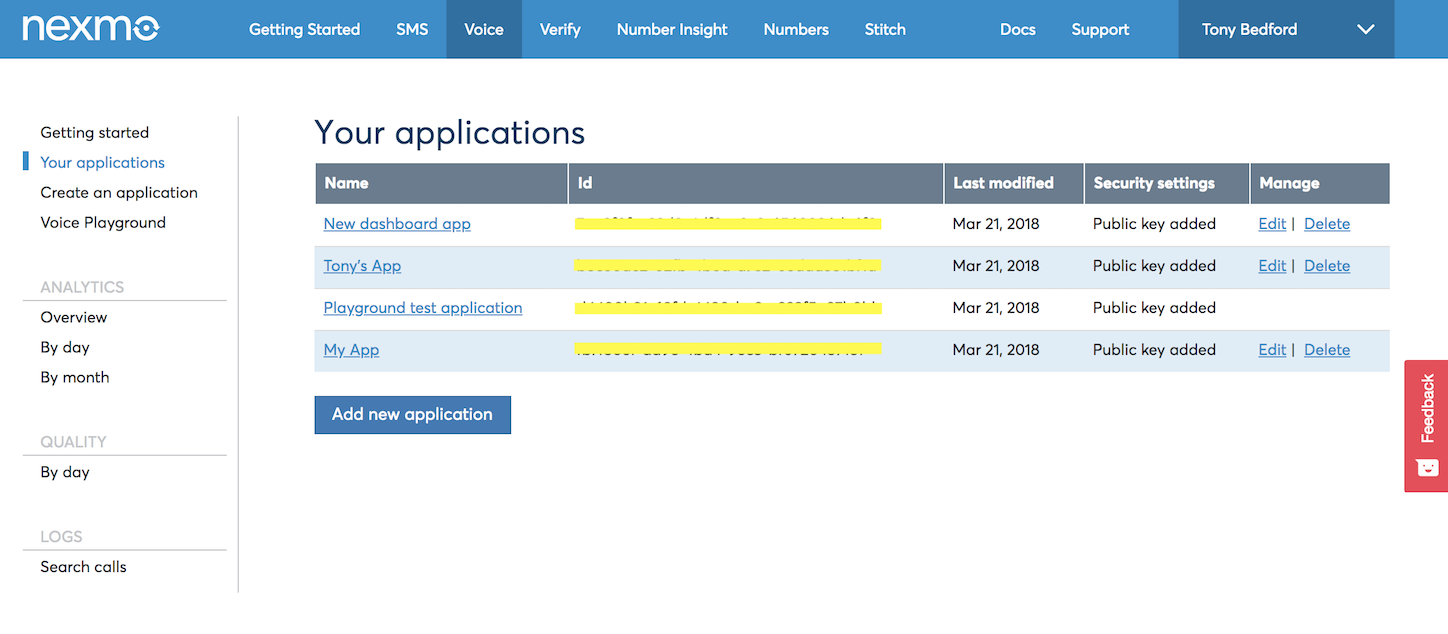 nexmo Getting Started SMS Voice Verify Number Insight Numbers Stitch Docs Support Tony Bedford
Getting started
Your applications
Create an application
Voice Playground
ANALYTICS
Overview
By day
By month
QUALITY
By day
LOGS
Search calls
Your applications
Name Id Last modified Security settings Manage
New dashboard app Mar 21, 2018 Public key added Edit | Delete
Tony's App Mar 21, 2018 Public key added Edit | Delete
Playground test application Mar 21, 2018 Public key added
My App Mar 21, 2018 Public key added Edit | Delete
Add new application
Feedback